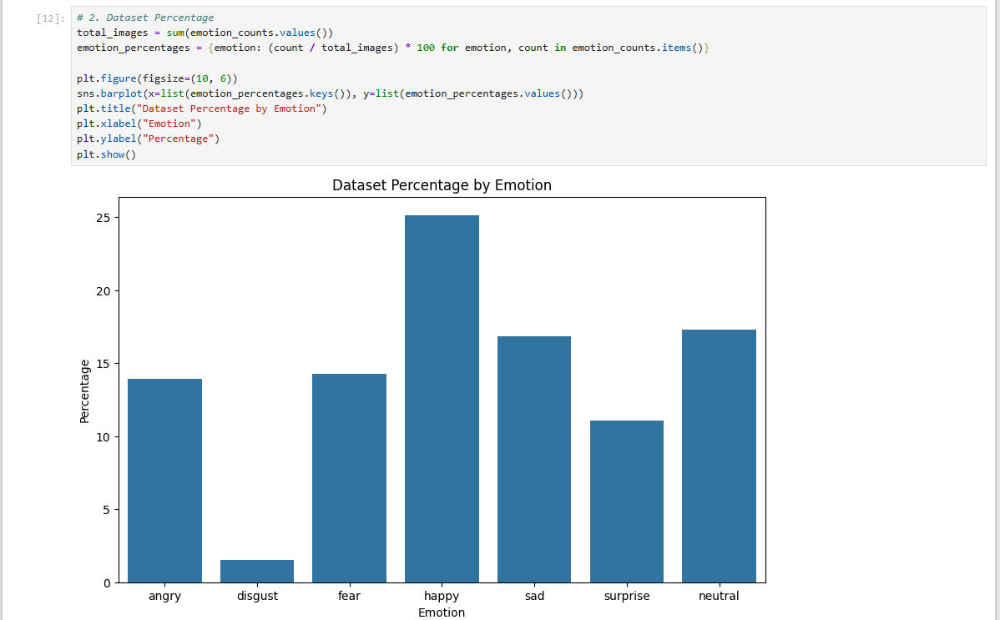 [12]:
# 2. Dataset Percentage
total_images = sum(emotion_counts.values())
emotion_percentages = {emotion: (count / total_images) * 100 for emotion, count in emotion_counts.items()}
plt.figure(figsize=(10, 6))
sns.barplot(x=list(emotion_percentages.keys()), y=list(emotion_percentages.values()))
plt.title("Dataset Percentage by Emotion")
plt.xlabel("Emotion")
plt.ylabel("Percentage")
plt.show()
Dataset Percentage by Emotion
Percentage
25
20
15
10
5
0
angry disgust fear happy sad surprise neutral
Emotion